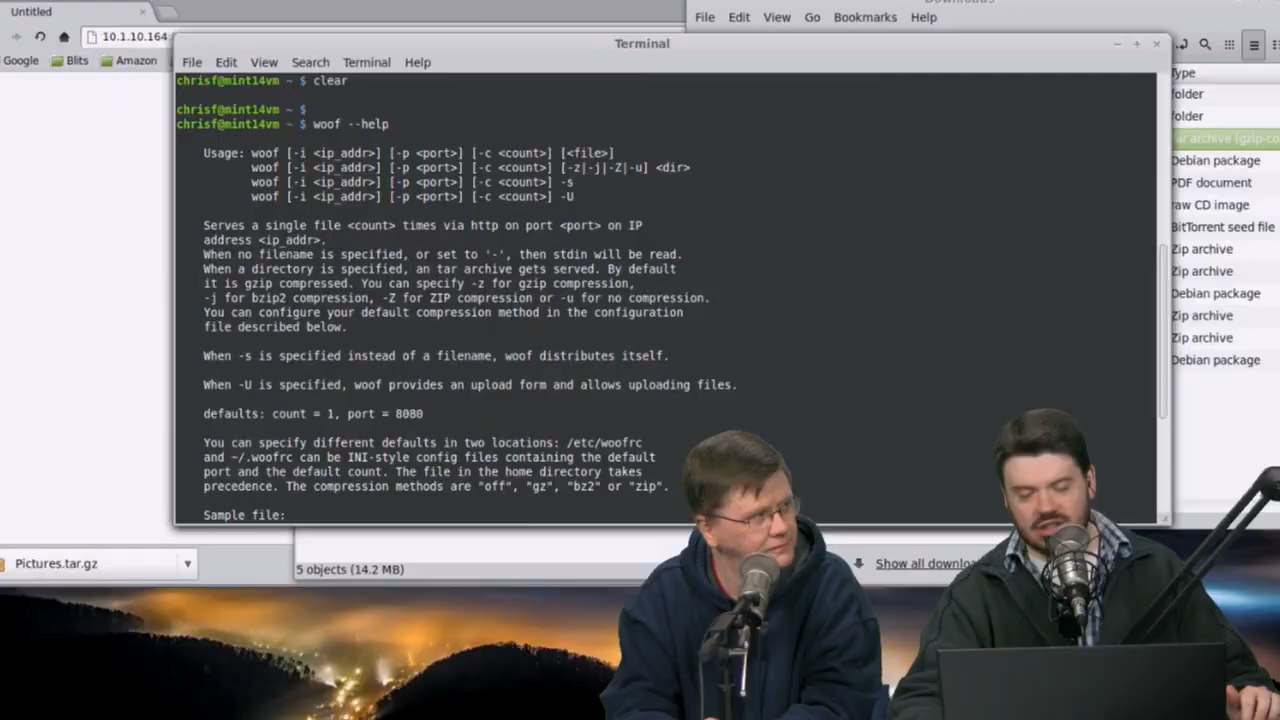 Untitled
10.1.10.164
Google Blits Amazon
File Edit View Go Bookmarks Help
Terminal
File Edit View Search Terminal Help
chrisf@mint14vm ~ $ clear
chrisf@mint14vm ~ $
chrisf@mint14vm ~ $ woof --help
Usage: woof [-i <ip_addr>] [-p <port>] [-c <count>] [<file>]
woof [-i <ip_addr>] [-p <port>] [-c <count>] [-z|-j|-Z|-u] <dir>
woof [-i <ip_addr>] [-p <port>] [-c <count>] -s
woof [-i <ip_addr>] [-p <port>] [-c <count>] -U
Serves a single file <count> times via http on port <port> on IP
address <ip_addr>.
When no filename is specified, or set to '-', then stdin will be read.
When a directory is specified, an tar archive gets served. By default
it is gzip compressed. You can specify -z for gzip compression,
-j for bzip2 compression, -Z for ZIP compression or -u for no compression.
You can configure your default compression method in the configuration
file described below.
When -s is specified instead of a filename, woof distributes itself.
When -U is specified, woof provides an upload form and allows uploading files.
defaults: count = 1, port = 8080
You can specify different defaults in two locations: /etc/woofrc
and ~/.woofrc can be INI-style config files containing the default
port and the default count. The file in the home directory takes
precedence. The compression methods are "off", "gz", "bz2" or "zip".
Sample file:
Type
folder
folder
tar archive (gzip-co
Debian package
PDF document
raw CD image
BitTorrent seed file
Zip archive
Zip archive
Debian package
Zip archive
Zip archive
Debian package
Pictures.tar.gz
5 objects (14.2 MB)
Show all downloa